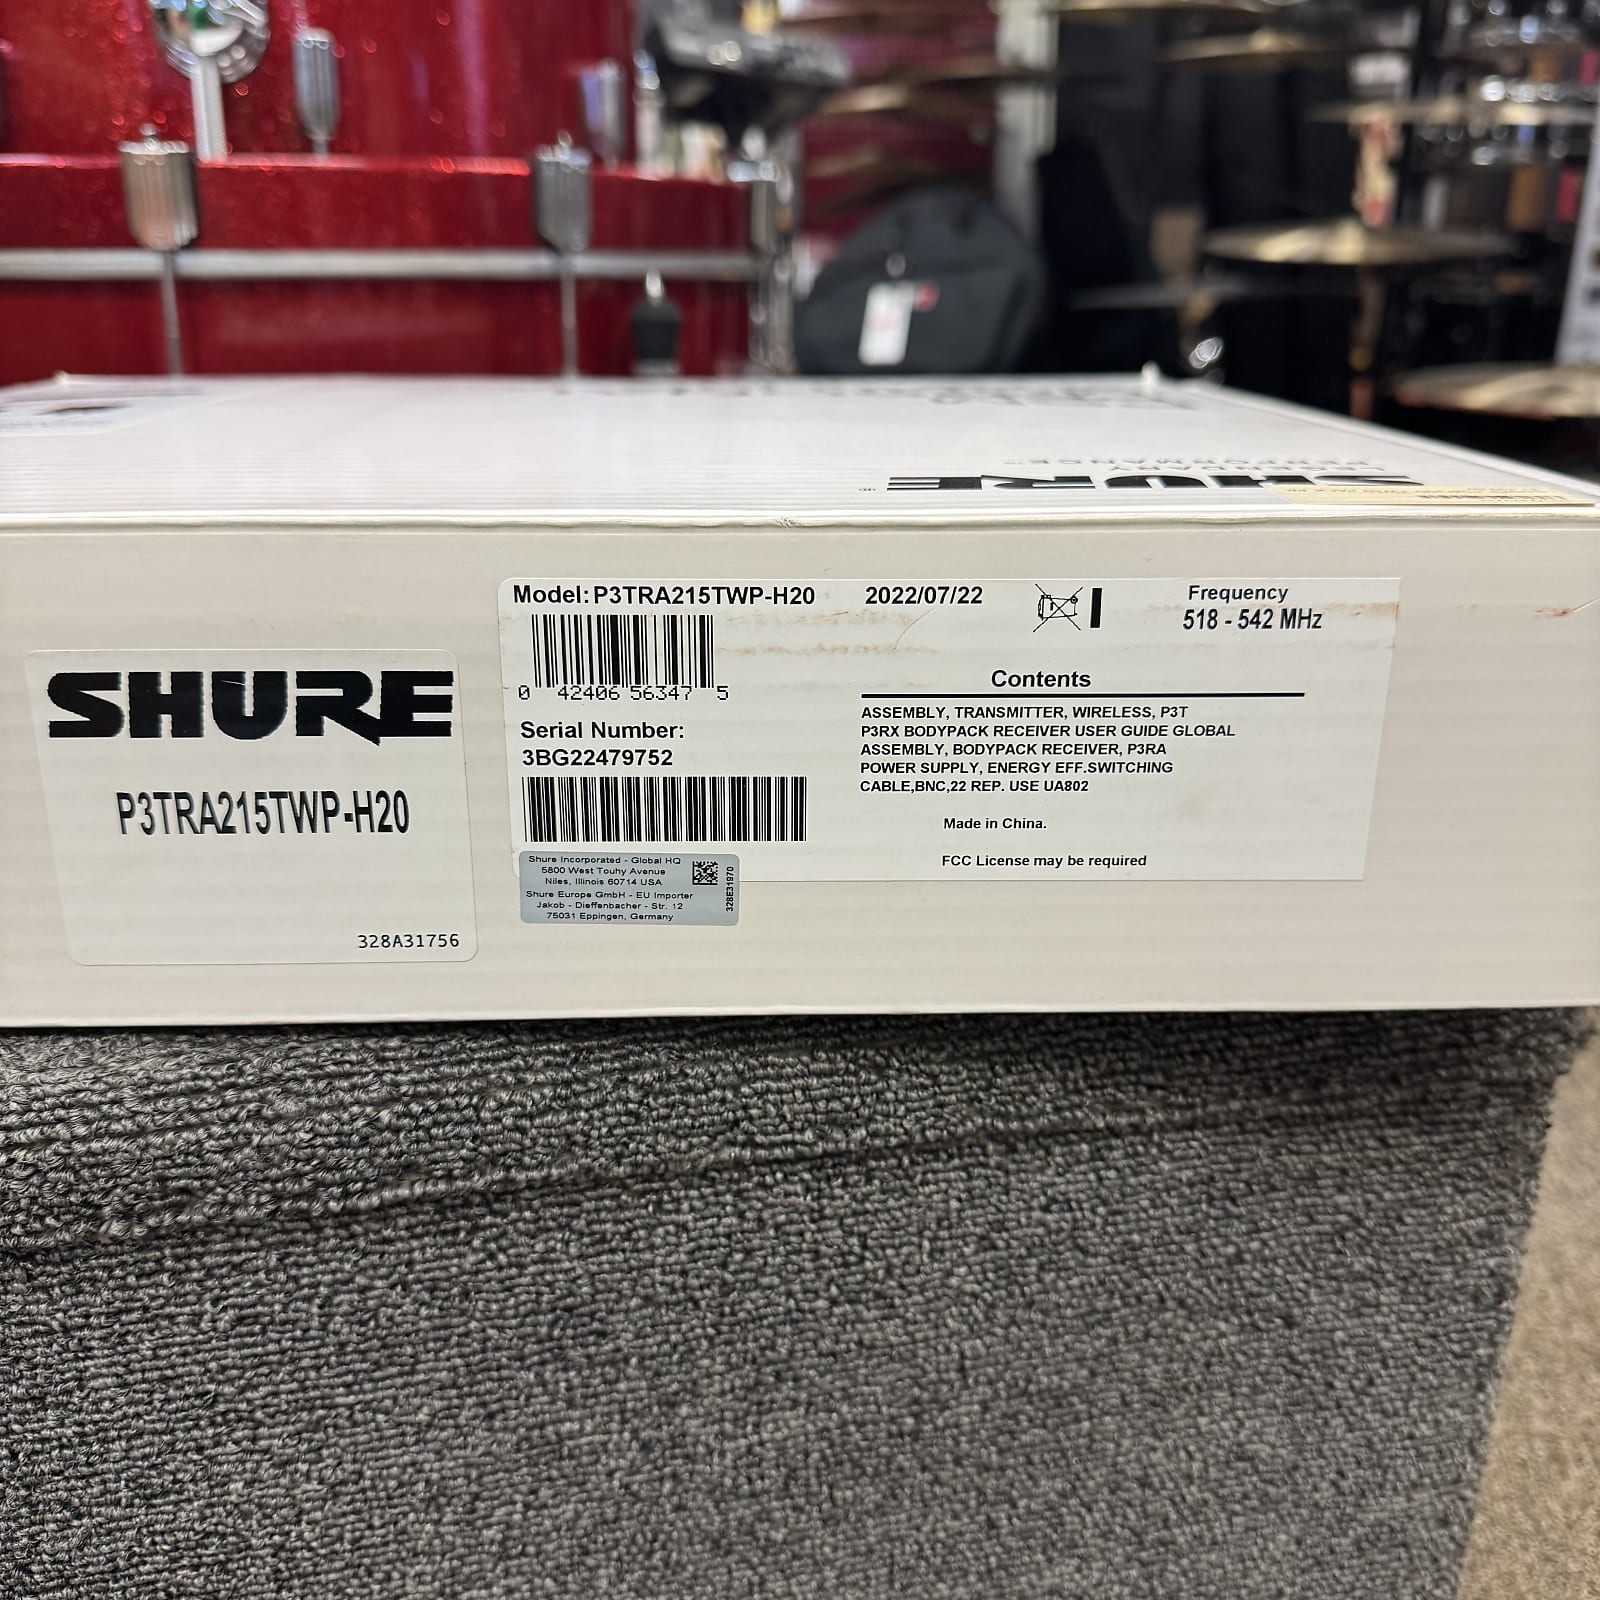 SHURE
LEGENDARY
PERFORMANCE™
SHURE
P3TRA215TWP-H20
328A31756
Model: P3TRA215TWP-H20
2022/07/22
0 42406 56347 5
Serial Number:
3BG22479752
Shure Incorporated - Global HQ
5800 West Touhy Avenue
Niles, Illinois 60714 USA
Shure Europe GmbH - EU Importer
Jakob - Dieffenbacher - Str. 12
75031 Eppingen, Germany
328E31970
Frequency
518 - 542 MHz
Contents
ASSEMBLY, TRANSMITTER, WIRELESS, P3T
P3RX BODYPACK RECEIVER USER GUIDE GLOBAL
ASSEMBLY, BODYPACK RECEIVER, P3RA
POWER SUPPLY, ENERGY EFF.SWITCHING
CABLE,BNC,22 REP. USE UA802
Made in China.
FCC License may be required